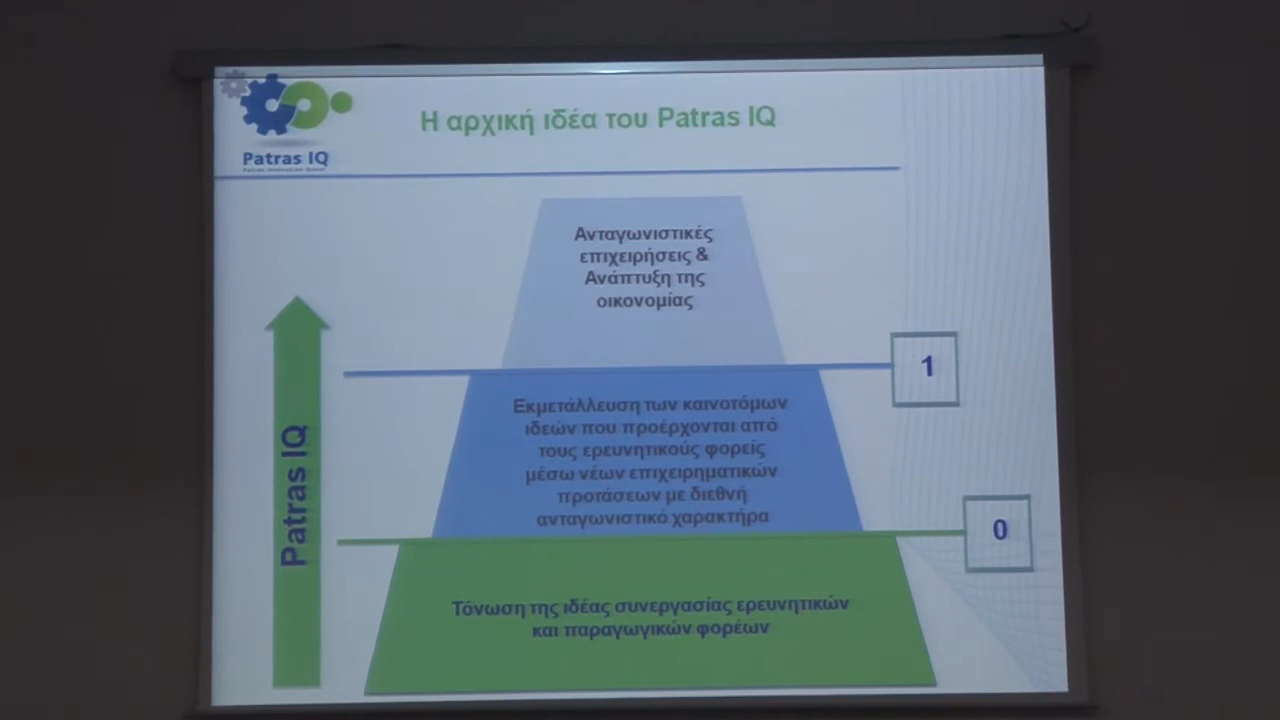 Patras IQ
Η αρχική ιδέα του Patras IQ
Ανταγωνιστικές
επιχειρήσεις &
Ανάπτυξη της
οικονομίας
1
Εκμετάλλευση των καινοτόμων
ιδεών που προέρχονται από
τους ερευνητικούς φορείς
μέσω νέων επιχειρηματικών
προτάσεων με διεθνή
ανταγωνιστικό χαρακτήρα
0
Τόνωση της ιδέας συνεργασίας ερευνητικών
και παραγωγικών φορέων
Patras IQ